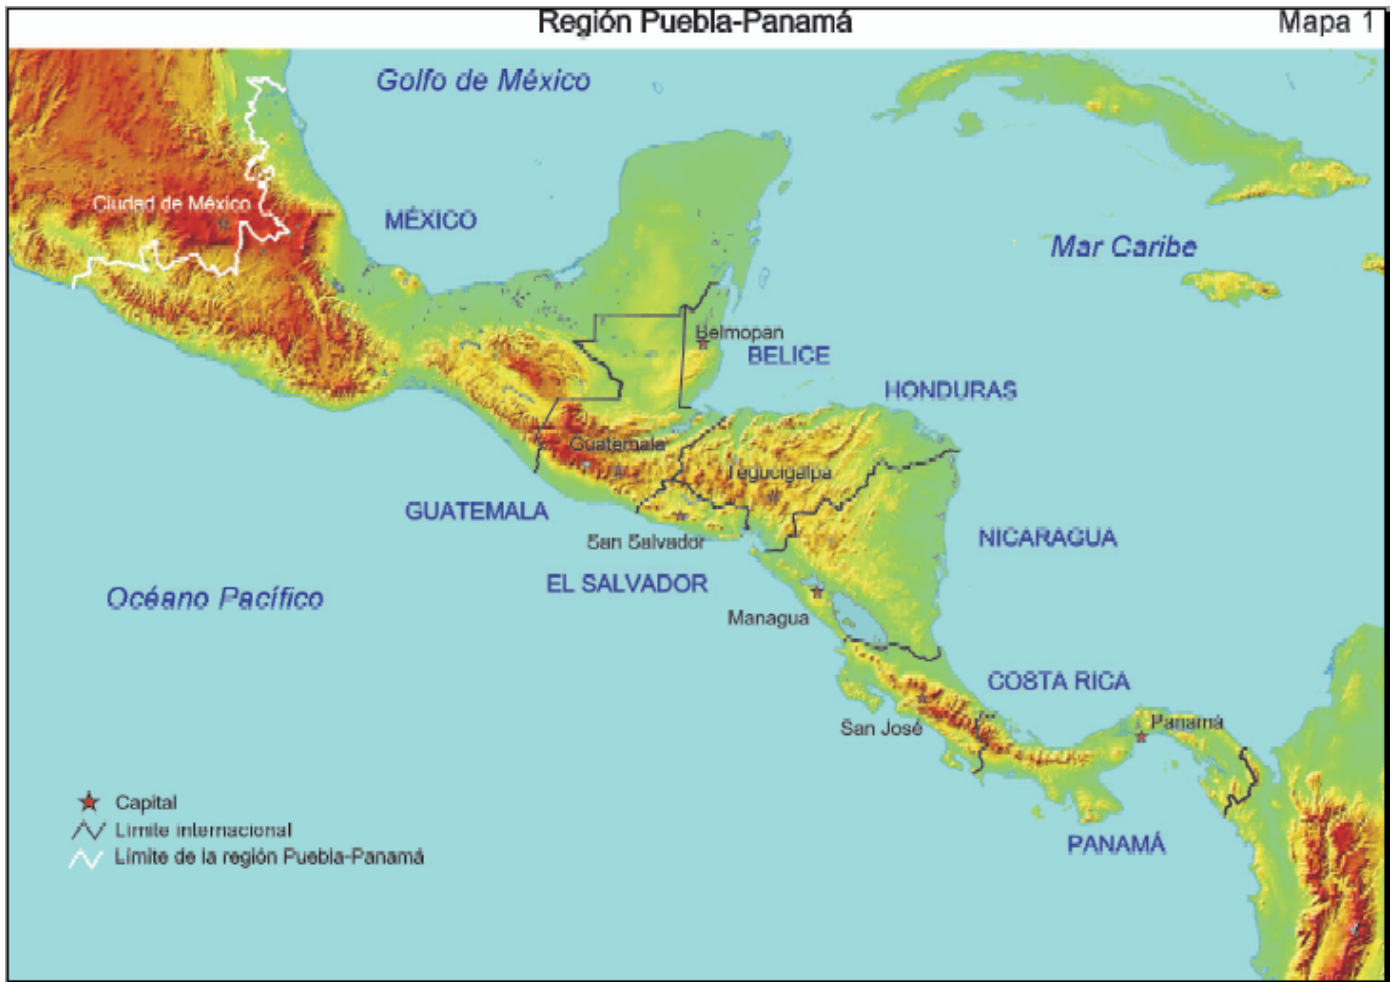 Región Puebla-Panamá
Mapa 1
Golfo de México
Ciudad de México
MÉXICO
Mar Caribe
Belmopan
BELICE
HONDURAS
Guatemala
Tegucigalpa
GUATEMALA
NICARAGUA
San Salvador
EL SALVADOR
Océano Pacífico
Managua
COSTA RICA
San José
Panamá
Capital
Límite internacional
Límite de la región Puebla-Panamá
PANAMÁ